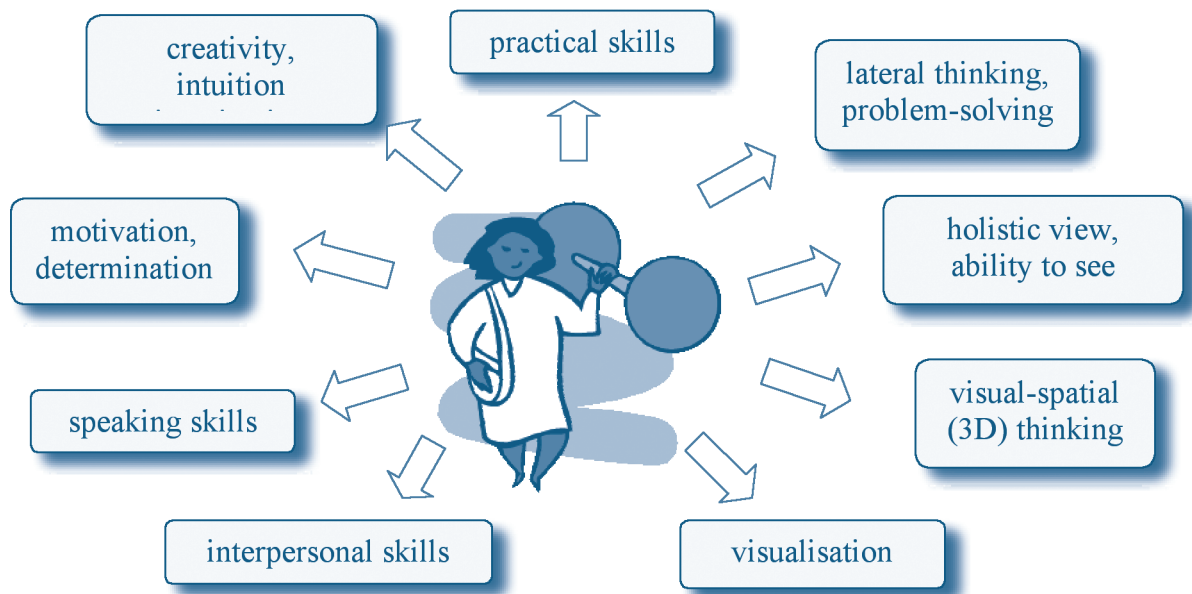 creativity,
intuition
practical skills
lateral thinking,
problem-solving
motivation,
determination
holistic view,
ability to see
speaking skills
visual-spatial
(3D) thinking
interpersonal skills
visualisation